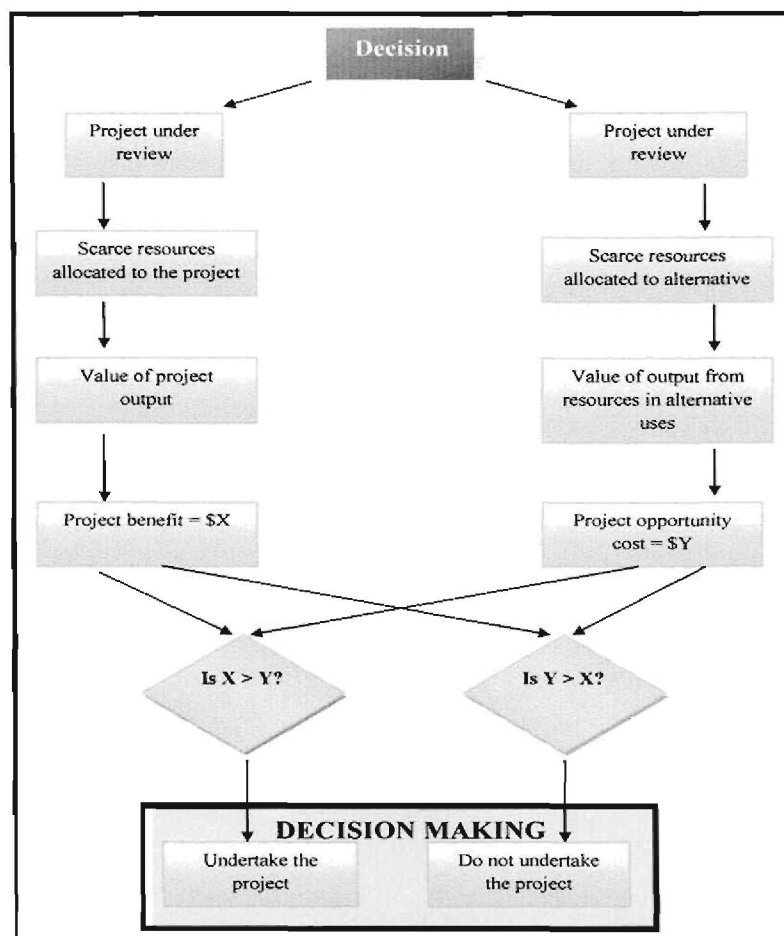 Decision
Project under
review
Project under
review
Scarce resources
allocated to the project
Scarce resources
allocated to alternative
Value of project
output
Value of output from
resources in alternative
uses
Project benefit = $X
Project opportunity
cost = $Y
Is X > Y?
Is Y > X?
DECISION MAKING
Undertake the
project
Do not undertake
the project